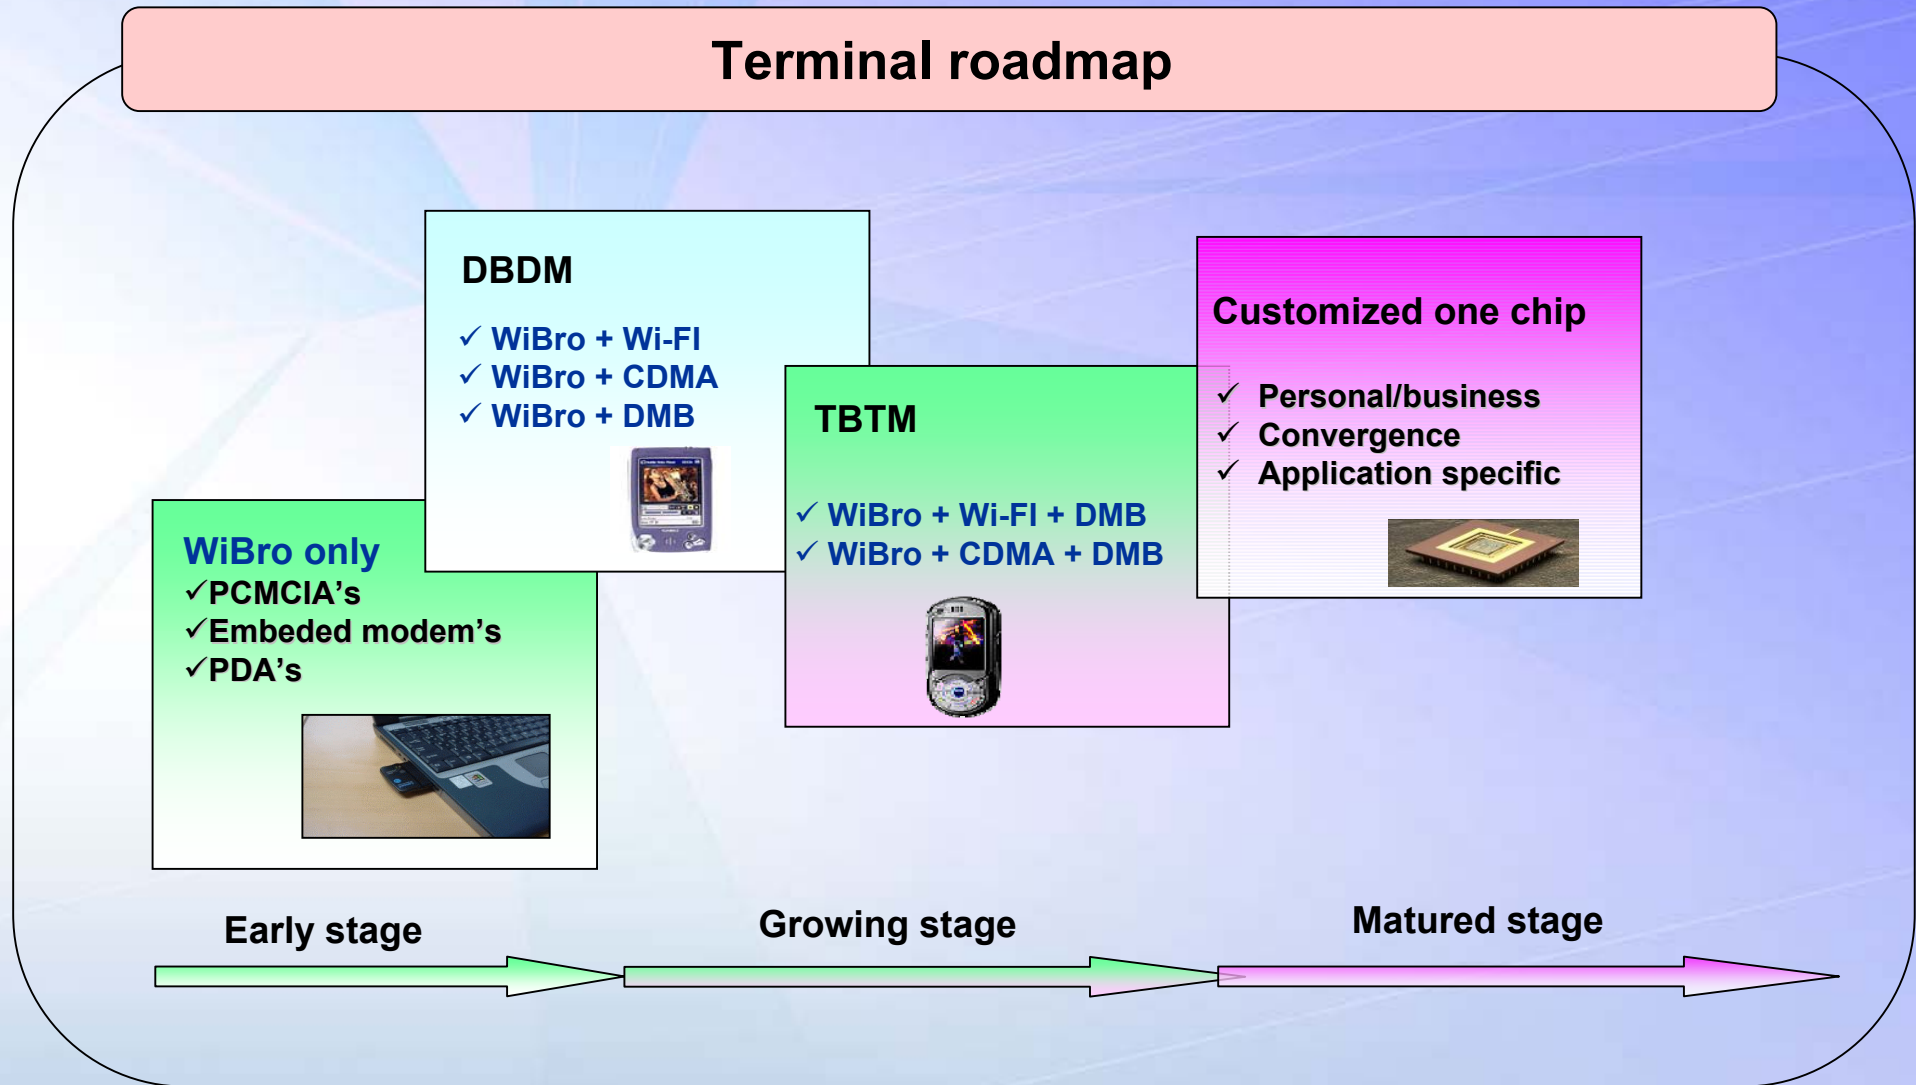 Terminal roadmap
DBDM
✓ WiBro + Wi-FI
✓ WiBro + CDMA
✓ WiBro + DMB
Customized one chip
✓ Personal/business
✓ Convergence
✓ Application specific
TBTM
✓ WiBro + Wi-FI + DMB
✓ WiBro + CDMA + DMB
WiBro only
✓PCMCIA’s
✓Embeded modem’s
✓PDA’s
Early stage
Growing stage
Matured stage